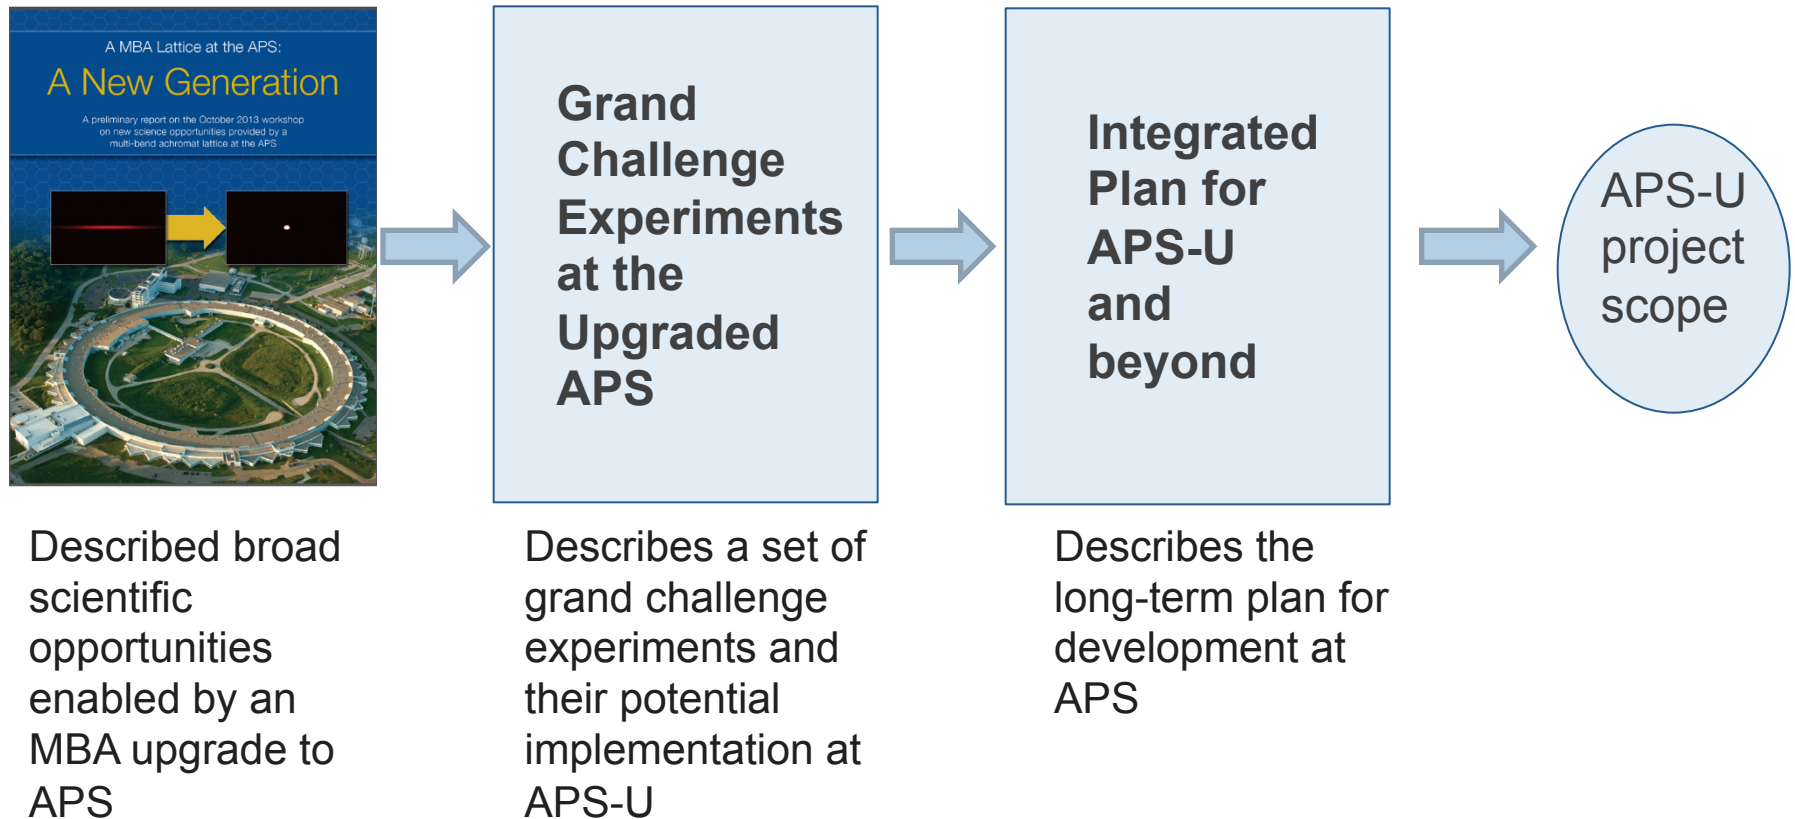 A MBA Lattice at the APS:
A New Generation
A preliminary report on the October 2013 workshop
on new science opportunities provided by a
multi-bend achromat lattice at the APS
Described broad
scientific
opportunities
enabled by an
MBA upgrade to
APS
Grand
Challenge
Experiments
at the
Upgraded
APS
Describes a set of
grand challenge
experiments and
their potential
implementation at
APS-U
Integrated
Plan for
APS-U
and
beyond
Describes the
long-term plan for
development at
APS
APS-U
project
scope